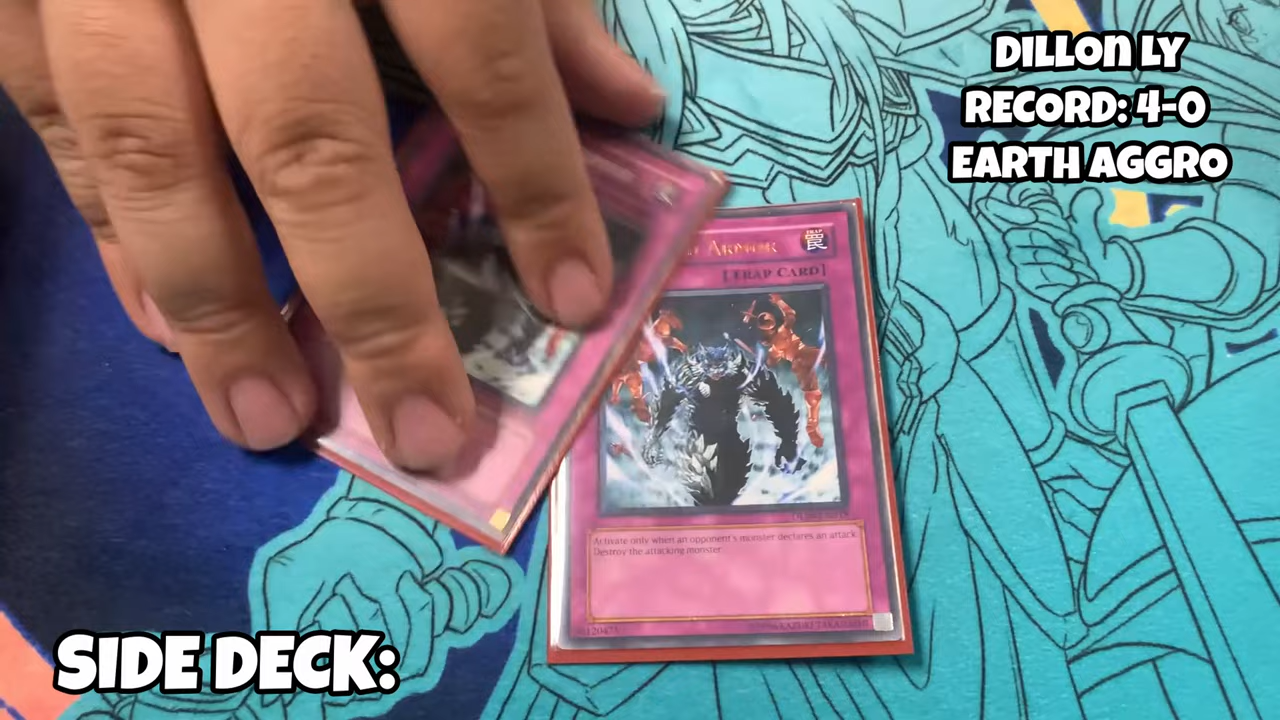 DILLON LY
RECORD: 4-0
EARTH AGGRO
ARMOR
[TRAP CARD]
Activate only when an opponent's monster declares an attack.
Destroy the attacking monster.
SIDE DECK: